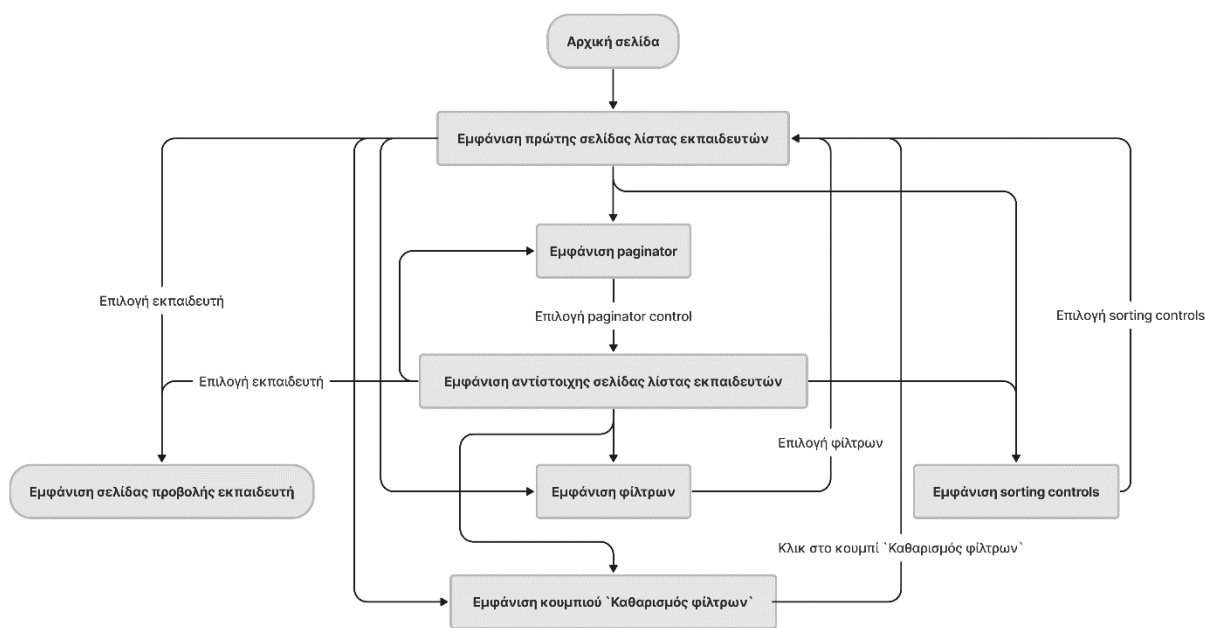 Αρχική σελίδα
Εμφάνιση πρώτης σελίδας λίστας εκπαιδευτών
Εμφάνιση paginator
Επιλογή εκπαιδευτή
Επιλογή paginator control
Επιλογή sorting controls
Επιλογή εκπαιδευτή
Εμφάνιση αντίστοιχης σελίδας λίστας εκπαιδευτών
Επιλογή φίλτρων
Εμφάνιση σελίδας προβολής εκπαιδευτή
Εμφάνιση φίλτρων
Εμφάνιση sorting controls
Κλικ στο κουμπί `Καθαρισμός φίλτρων`
Εμφάνιση κουμπιού `Καθαρισμός φίλτρων`